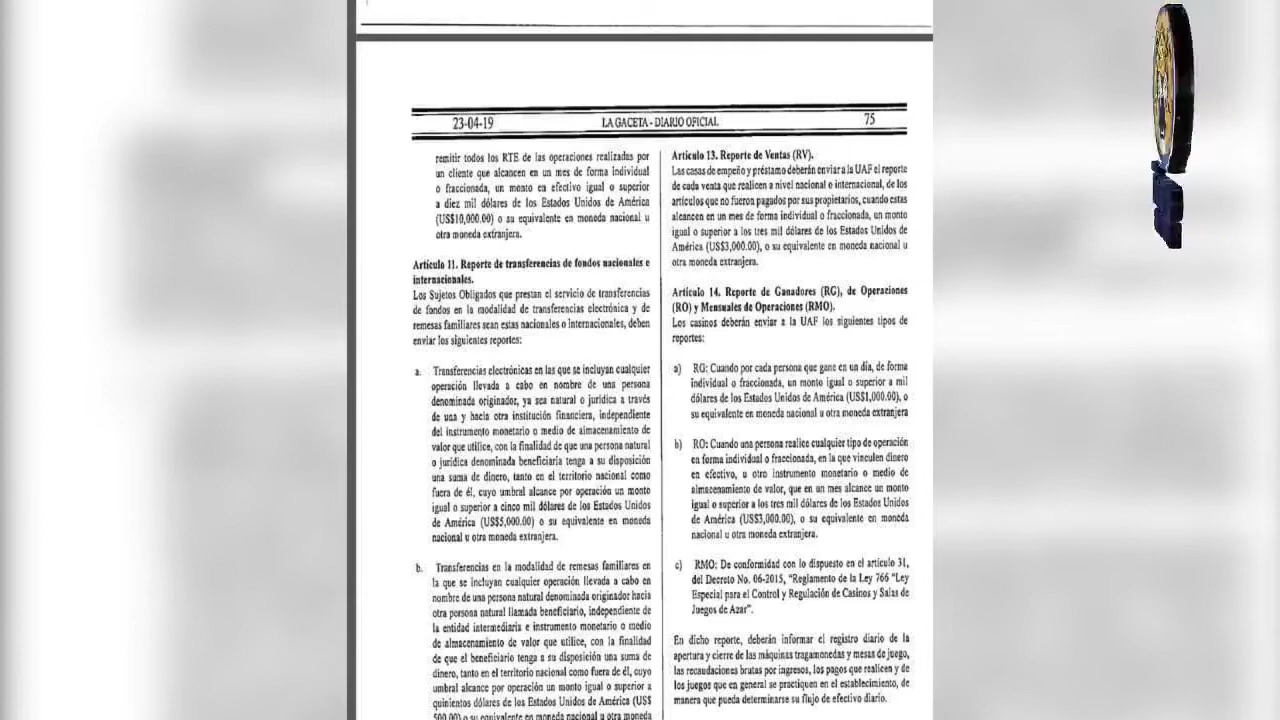 23-04-19 LA GACETA - DIARIO OFICIAL 75
remitir todos los RTE de las operaciones realizadas por
un cliente que alcancen en un mes de forma individual
o fraccionada, un monto en efectivo igual o superior
a diez mil dólares de los Estados Unidos de América
(US$10,000.00) o su equivalente en moneda nacional u
otra moneda extranjera.
Artículo 11. Reporte de transferencias de fondos nacionales e
internacionales.
Los Sujetos Obligados que prestan el servicio de transferencias
de fondos en la modalidad de transferencias electrónica y de
remesas familiares sean estas nacionales o internacionales, deben
enviar los siguientes reportes:
a. Transferencias electrónicas en las que se incluyan cualquier
operación llevada a cabo en nombre de una persona
denominada originador, ya sea natural o jurídica a través
de una y hacia otra institución financiera, independiente
del instrumento monetario o medio de almacenamiento de
valor que utilice, con la finalidad de que una persona natural
o jurídica denominada beneficiaria tenga a su disposición
una suma de dinero, tanto en el territorio nacional como
fuera de él, cuyo umbral alcance por operación un monto
igual o superior a cinco mil dólares de los Estados Unidos
de América (US$5,000.00) o su equivalente en moneda
nacional u otra moneda extranjera.
b. Transferencias en la modalidad de remesas familiares en
la que se incluyan cualquier operación llevada a cabo en
nombre de una persona natural denominada originador hacia
otra persona natural llamada beneficiario, independiente de
la entidad intermediaria e instrumento monetario o medio
de almacenamiento de valor que utilice, con la finalidad
de que el beneficiario tenga a su disposición una suma de
dinero, tanto en el territorio nacional como fuera de él, cuyo
umbral alcance por operación un monto igual o superior a
quinientos dólares de los Estados Unidos de América (US$
500.00) o su equivalente en moneda nacional u otra moneda
Artículo 13. Reporte de Ventas (RV).
Las casas de empeño y préstamo deberán enviar a la UAF el reporte
de cada venta que realicen a nivel nacional o internacional, de los
artículos que no fueron pagados por sus propietarios, cuando estas
alcancen en un mes de forma individual o fraccionada, un monto
igual o superior a los tres mil dólares de los Estados Unidos de
América (US$3,000.00), o su equivalente en moneda nacional u
otra moneda extranjera.
Artículo 14. Reporte de Ganadores (RG), de Operaciones
(RO) y Mensuales de Operaciones (RMO).
Los casinos deberán enviar a la UAF los siguientes tipos de
reportes:
a) RG: Cuando por cada persona que gane en un día, de forma
individual o fraccionada, un monto igual o superior a mil
dólares de los Estados Unidos de América (US$1,000.00), o
su equivalente en moneda nacional u otra moneda extranjera
b) RO: Cuando una persona realice cualquier tipo de operación
en forma individual o fraccionada, en la que vinculen dinero
en efectivo, u otro instrumento monetario o medio de
almacenamiento de valor, que en un mes alcance un monto
igual o superior a los tres mil dólares de los Estados Unidos
de América (US$3,000.00), o su equivalente en moneda
nacional u otra moneda extranjera.
c) RMO: De conformidad con lo dispuesto en el artículo 31,
del Decreto No. 06-2015, "Reglamento de la Ley 766 "Ley
Especial para el Control y Regulación de Casinos y Salas de
Juegos de Azar".
En dicho reporte, deberán informar el registro diario de la
apertura y cierre de las máquinas tragamonedas y mesas de juego,
las recaudaciones brutas por ingresos, los pagos que realicen y de
los juegos que en general se practiquen en el establecimiento, de
manera que pueda determinarse su flujo de efectivo diario.